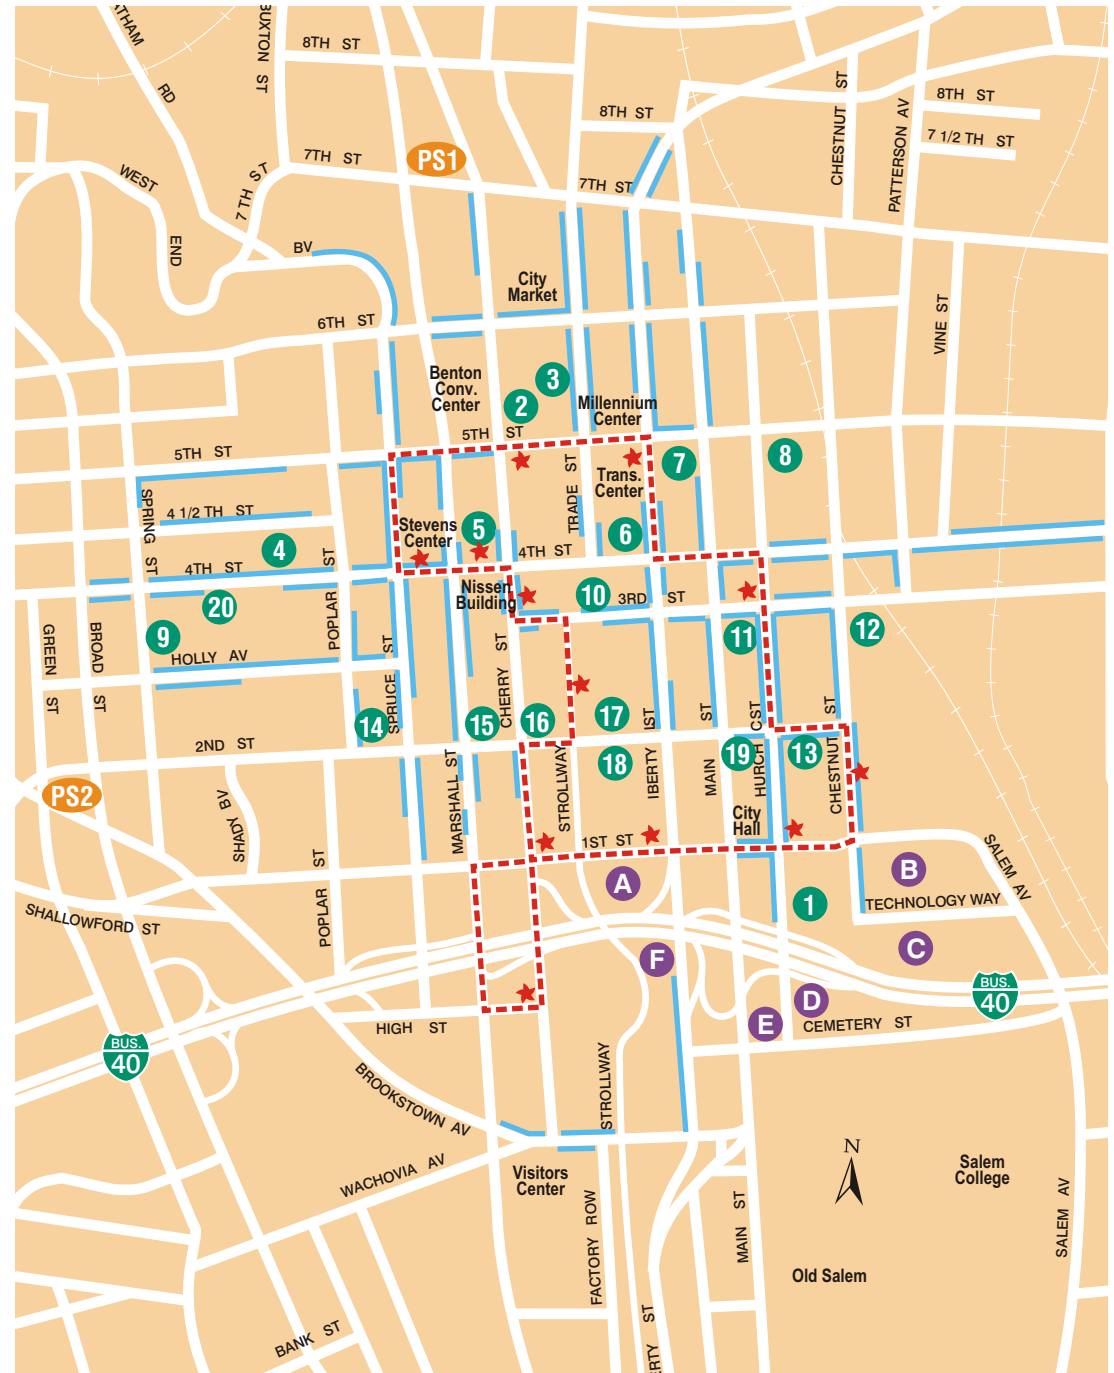 ATHAM
RD
BUXTON ST
8TH ST
8TH ST
CHESTNUT ST
PATTERSON AV
8TH ST
7 1/2 TH ST
7TH ST
PS1
WEST
END
BV
7 TH ST
7TH ST
City
Market
6TH ST
VINE ST
Benton
Conv.
Center
3
2
Millennium
Center
5TH ST
5TH ST
7
8
Trans.
Center
TRADE ST
SPRING ST
4 1/2 TH ST
Stevens
Center
5
6
4
4TH ST
4TH ST
Nissen
Building
10
3RD ST
20
9
POPLAR ST
11
12
GREEN ST
BROAD ST
HOLLY AV
SPRUCE ST
CHERRY ST
14
15
16
17
IST
ST
CST
ST
2ND ST
18
19
13
PS2
SHADY BV
MARSHALL ST
STROLLWAY
IBERTY
MAIN
HURCH
CHESTNUT
City
Hall
1ST ST
SALEM AV
A
B
1
TECHNOLOGY WAY
POPLAR ST
SHALLOWFORD ST
C
F
BUS.
40
D
E
CEMETERY ST
HIGH ST
BUS.
40
BROOKSTOWN AV
STROLLWAY
WACHOVIA AV
Visitors
Center
N
Salem
College
FACTORY ROW
MAIN ST
SALEM AV
Old Salem
BANK ST
ERTY ST